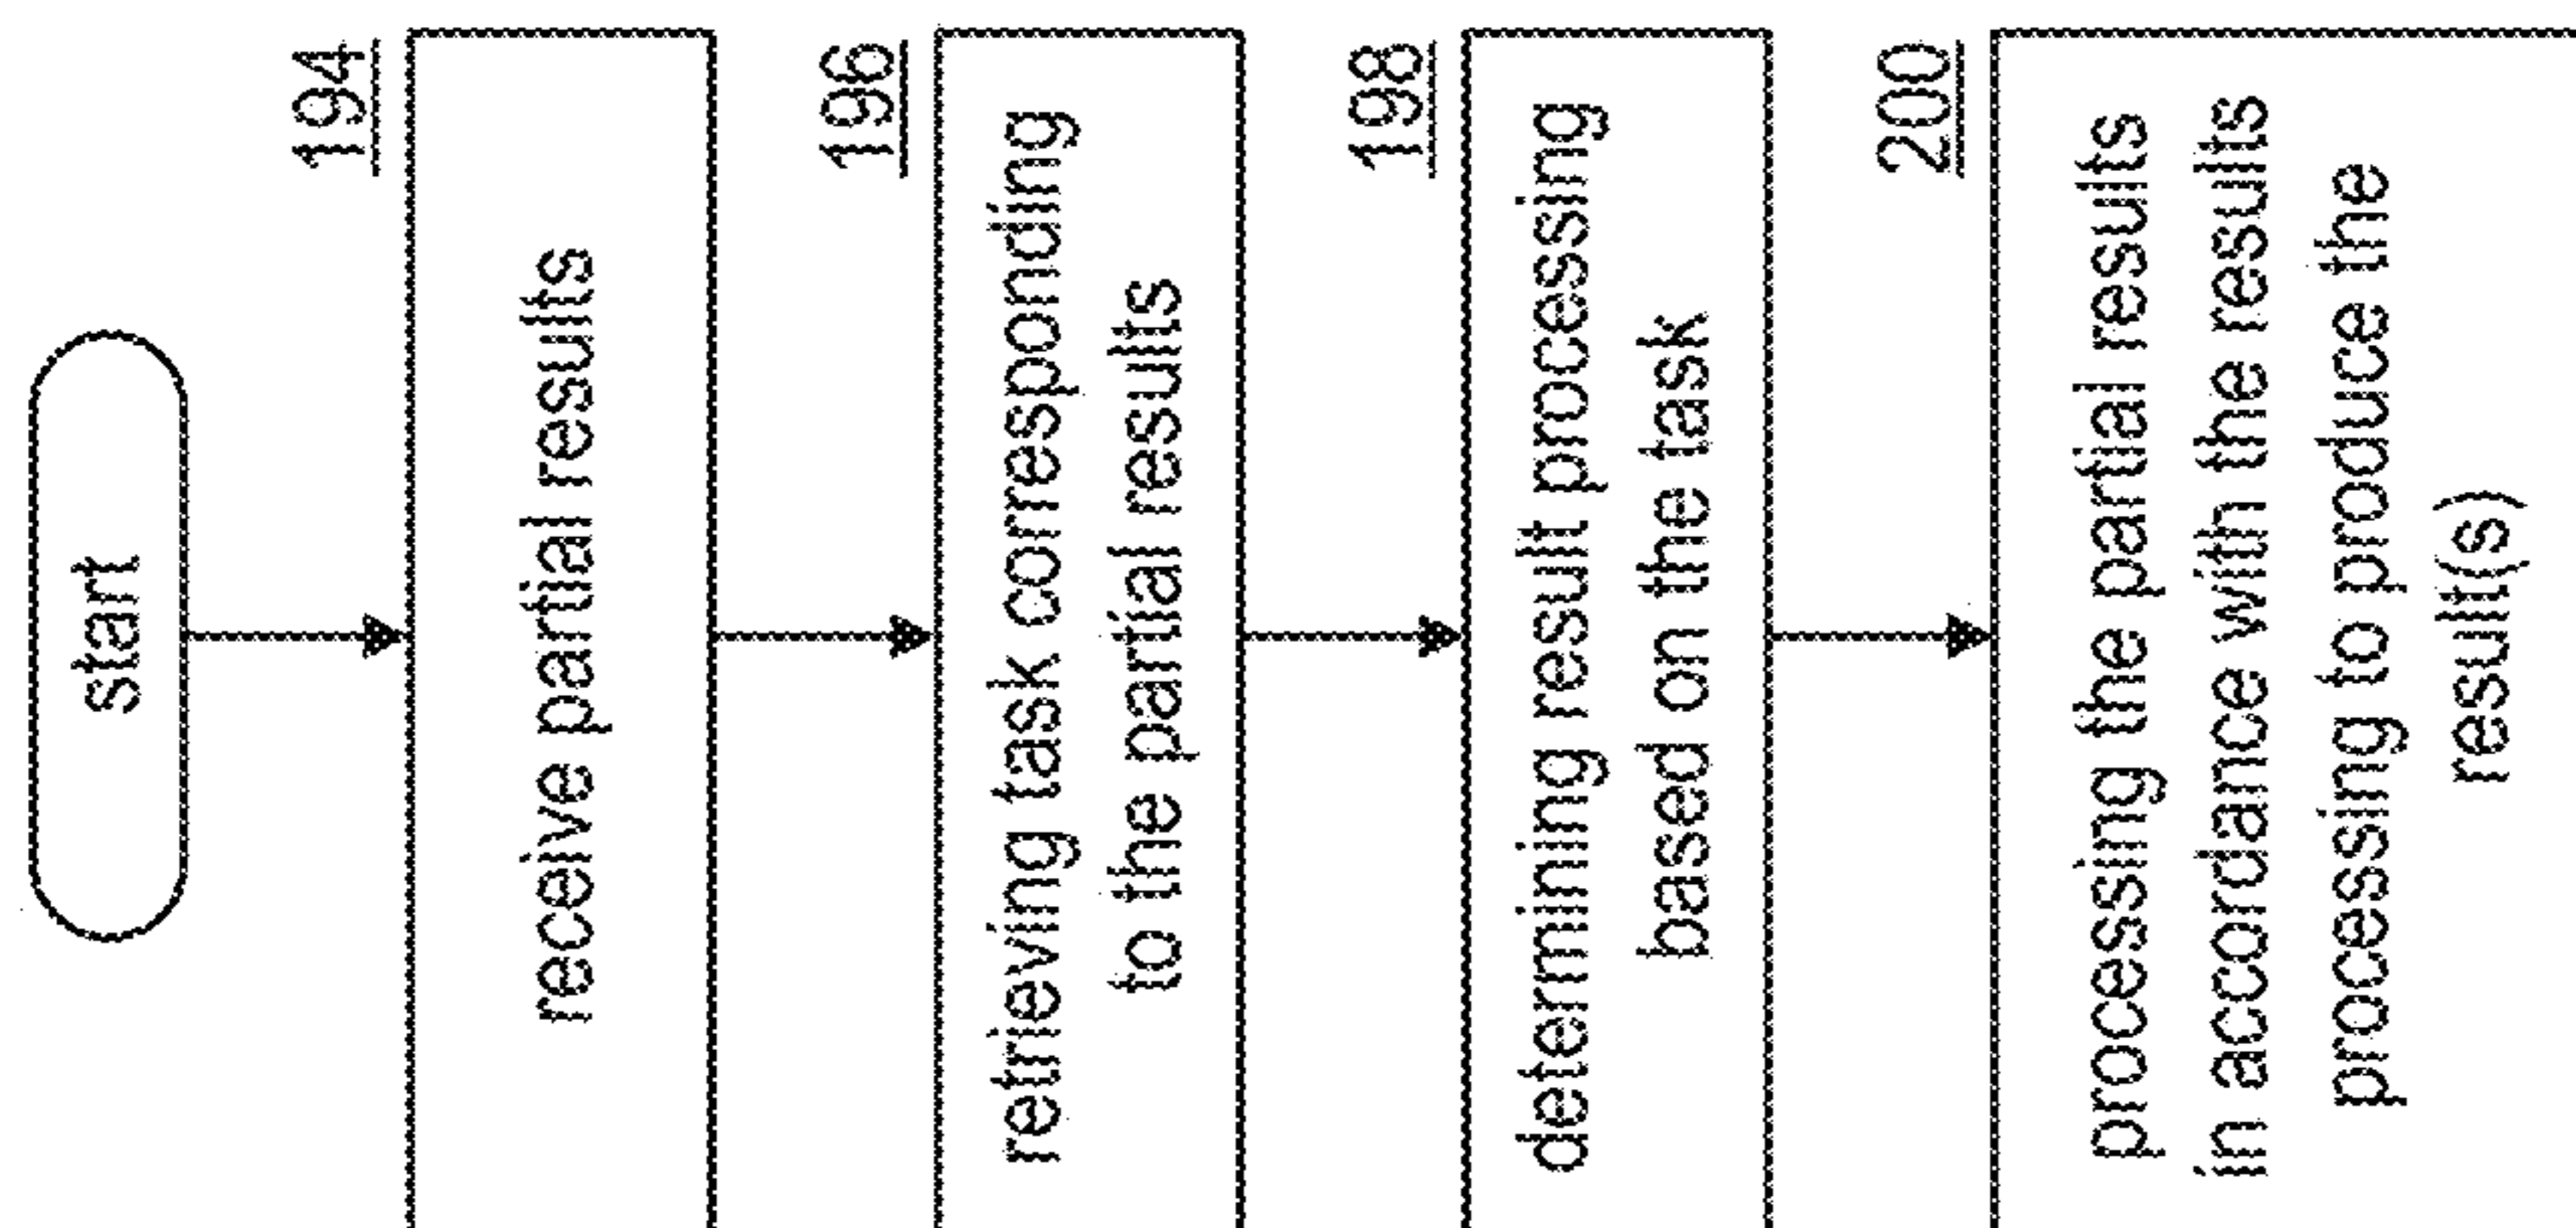 start
194
receive partial results
196
retrieving task corresponding
to the partial results
198
determining result processing
based on the task
200
processing the partial results
in accordance with the results
processing to produce the
result(s)